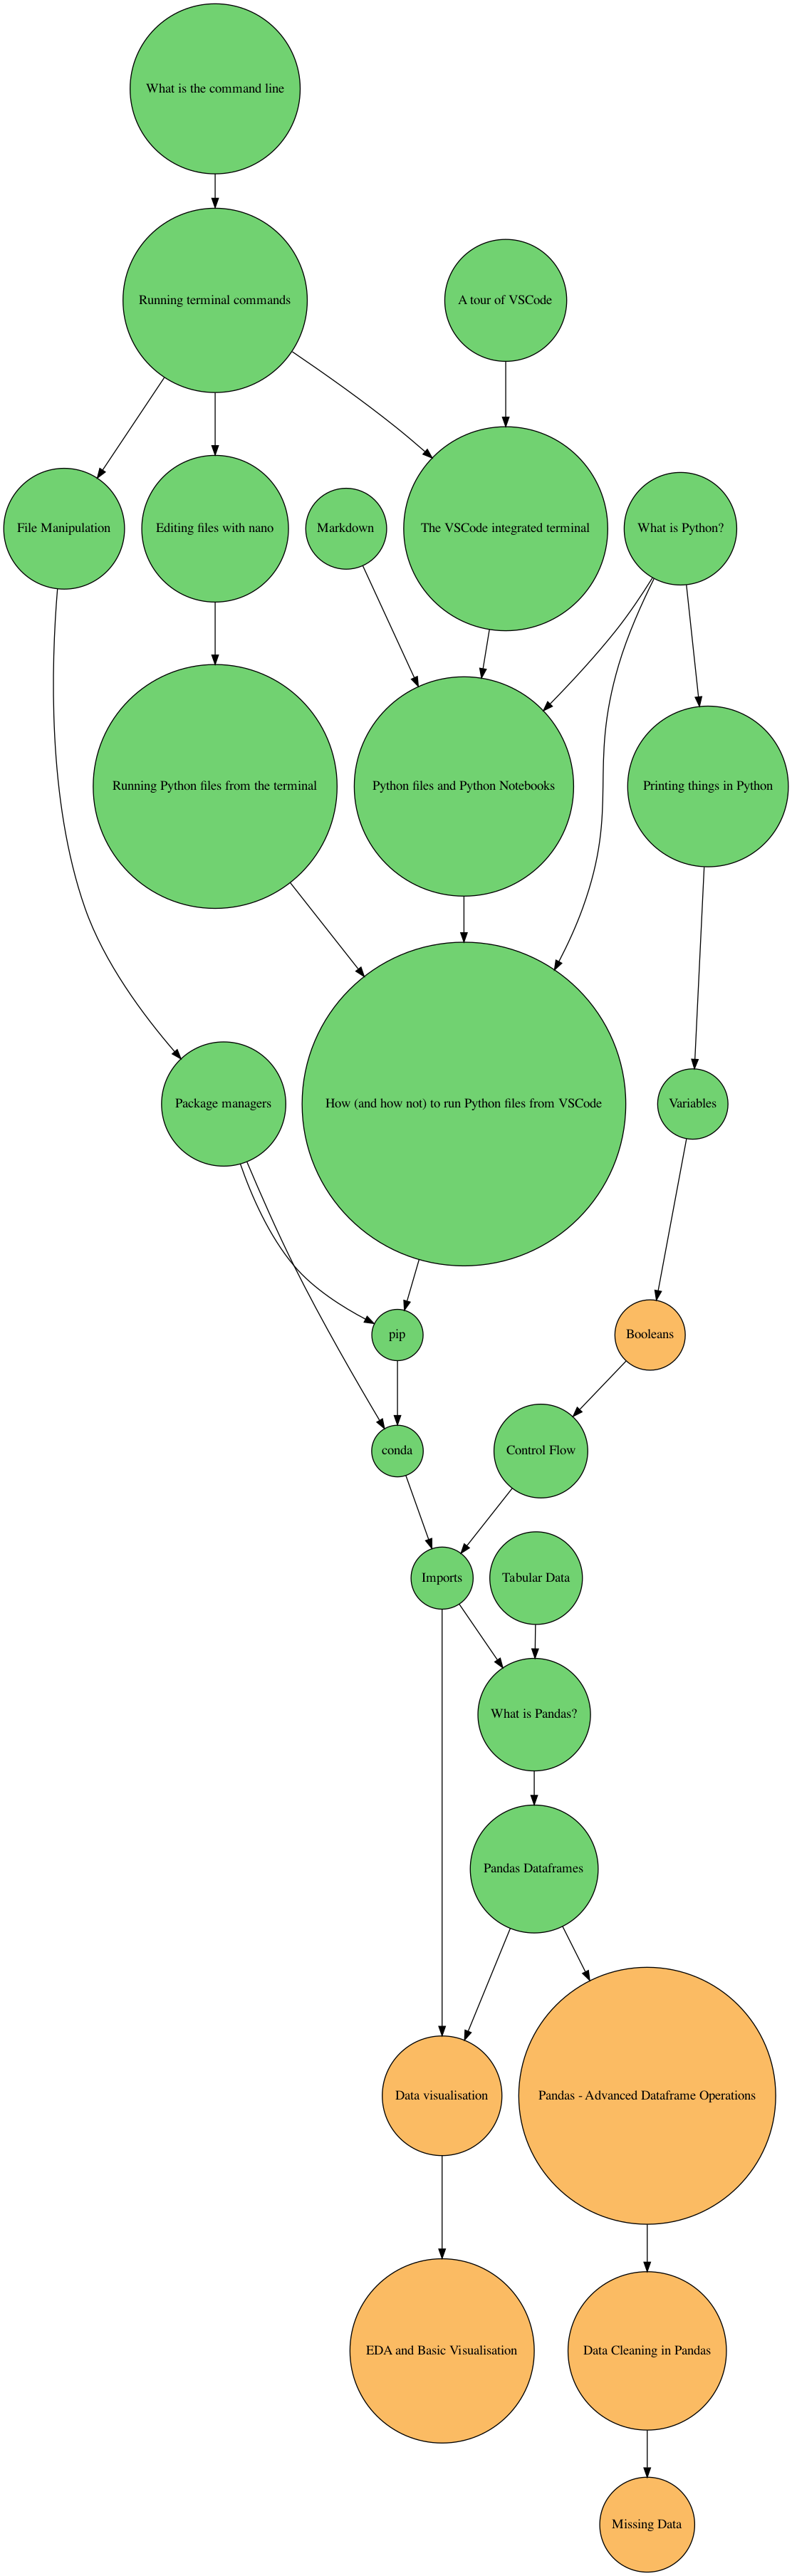 What is the command line
Running terminal commands
A tour of VSCode
File Manipulation
Editing files with nano
Markdown
The VSCode integrated terminal
What is Python?
Running Python files from the terminal
Python files and Python Notebooks
Printing things in Python
Package managers
How (and how not) to run Python files from VSCode
Variables
pip
Booleans
conda
Control Flow
Imports
Tabular Data
What is Pandas?
Pandas Dataframes
Data visualisation
Pandas - Advanced Dataframe Operations
EDA and Basic Visualisation
Data Cleaning in Pandas
Missing Data